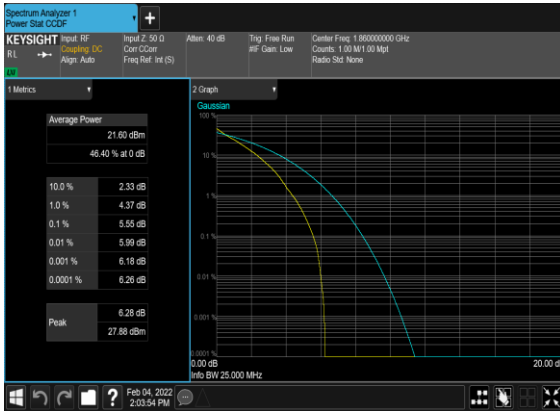 Spectrum Analyzer 1
Power Stat CCDF
KEYSIGHT Input: RF Input Z: 50 Ω Atten: 40 dB Trig: Free Run Center Freq: 1.860000000 GHz
RL Coupling: DC Corr CCorr #IF Gain: Low Counts: 1.00 M/1.00 Mpt
Align: Auto Freq Ref: Int (S) Radio Std: None
1 Metrics 2 Graph
Gaussian
Average Power
21.60 dBm
46.40 % at 0 dB
10.0 % 2.33 dB
1.0 % 4.37 dB
0.1 % 5.55 dB
0.01 % 5.99 dB
0.001 % 6.18 dB
0.0001 % 6.26 dB
Peak
6.28 dB
27.88 dBm
100 %
10 %
1 %
0.1 %
0.01 %
0.001 %
0.0001 %
0.00 dB 20.00 d
Info BW 25.000 MHz
? Feb 04, 2022
2:03:54 PM